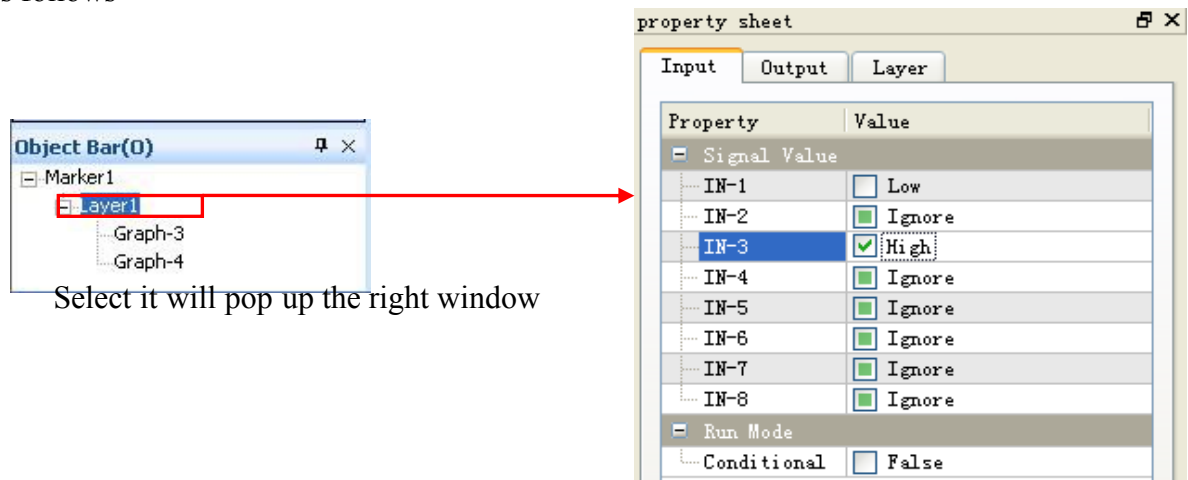 s follows
property sheet
Input Output Layer
Property Value
Signal Value
IN-1 Low
IN-2 Ignore
IN-3 High
IN-4 Ignore
IN-5 Ignore
IN-6 Ignore
IN-7 Ignore
IN-8 Ignore
Run Mode
Conditional False
Object Bar(O)
Marker1
Layer1
Graph-3
Graph-4
Select it will pop up the right window